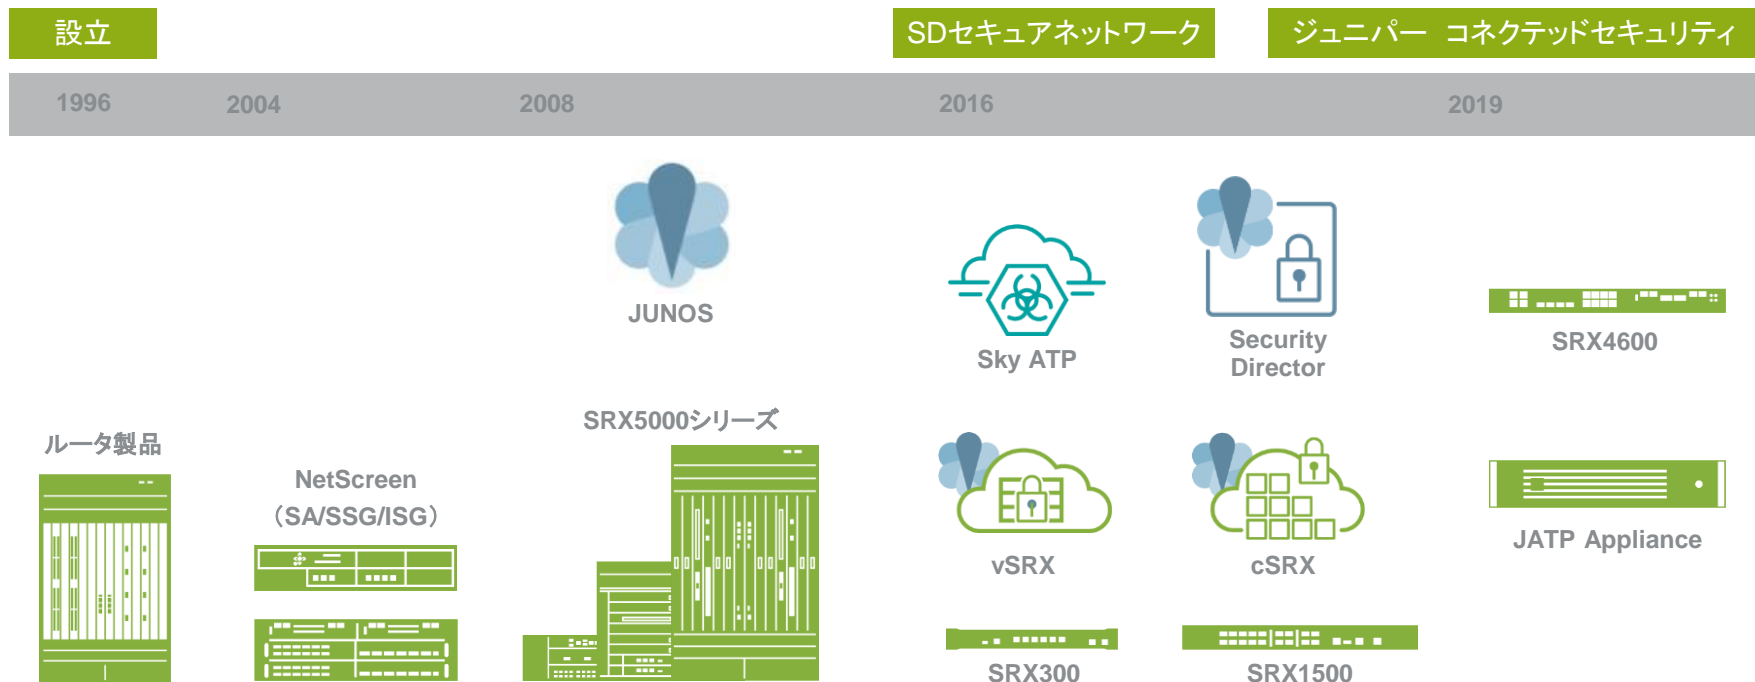 設立
SDセキュアネットワーク
ジュニパー コネクテッドセキュリティ
1996
2004
2008
2016
2019
JUNOS
Sky ATP
Security
Director
SRX4600
ルータ製品
NetScreen
（SA/SSG/ISG）
SRX5000シリーズ
vSRX
cSRX
JATP Appliance
SRX300
SRX1500